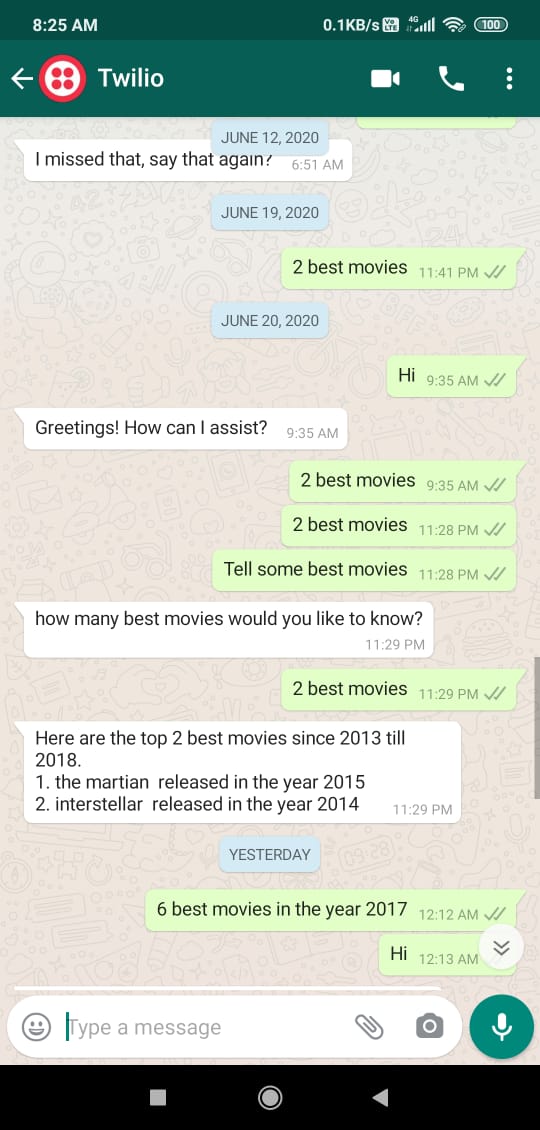 8:25 AM
0.1KB/s Vo LTE 4G 100
Twilio
JUNE 12, 2020
I missed that, say that again? 6:51 AM
JUNE 19, 2020
2 best movies 11:41 PM
JUNE 20, 2020
Hi 9:35 AM
Greetings! How can I assist? 9:35 AM
2 best movies 9:35 AM
2 best movies 11:28 PM
Tell some best movies 11:28 PM
how many best movies would you like to know?
11:29 PM
2 best movies 11:29 PM
Here are the top 2 best movies since 2013 till
2018.
1. the martian released in the year 2015
2. interstellar released in the year 2014 11:29 PM
YESTERDAY
6 best movies in the year 2017 12:12 AM
Hi 12:13 AM
Type a message